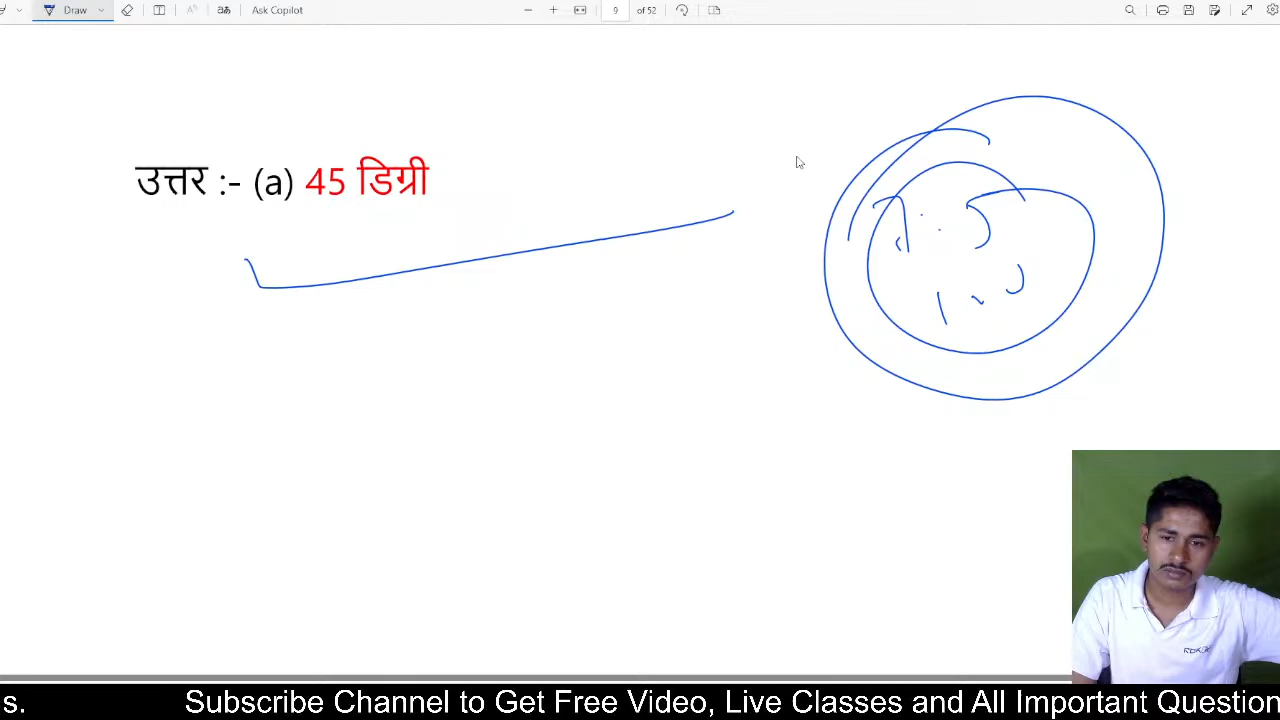 Draw
Ask Copilot
9 of 52
उत्तर :- (a) 45 डिग्री
s. Subscribe Channel to Get Free Video, Live Classes and All Important Question